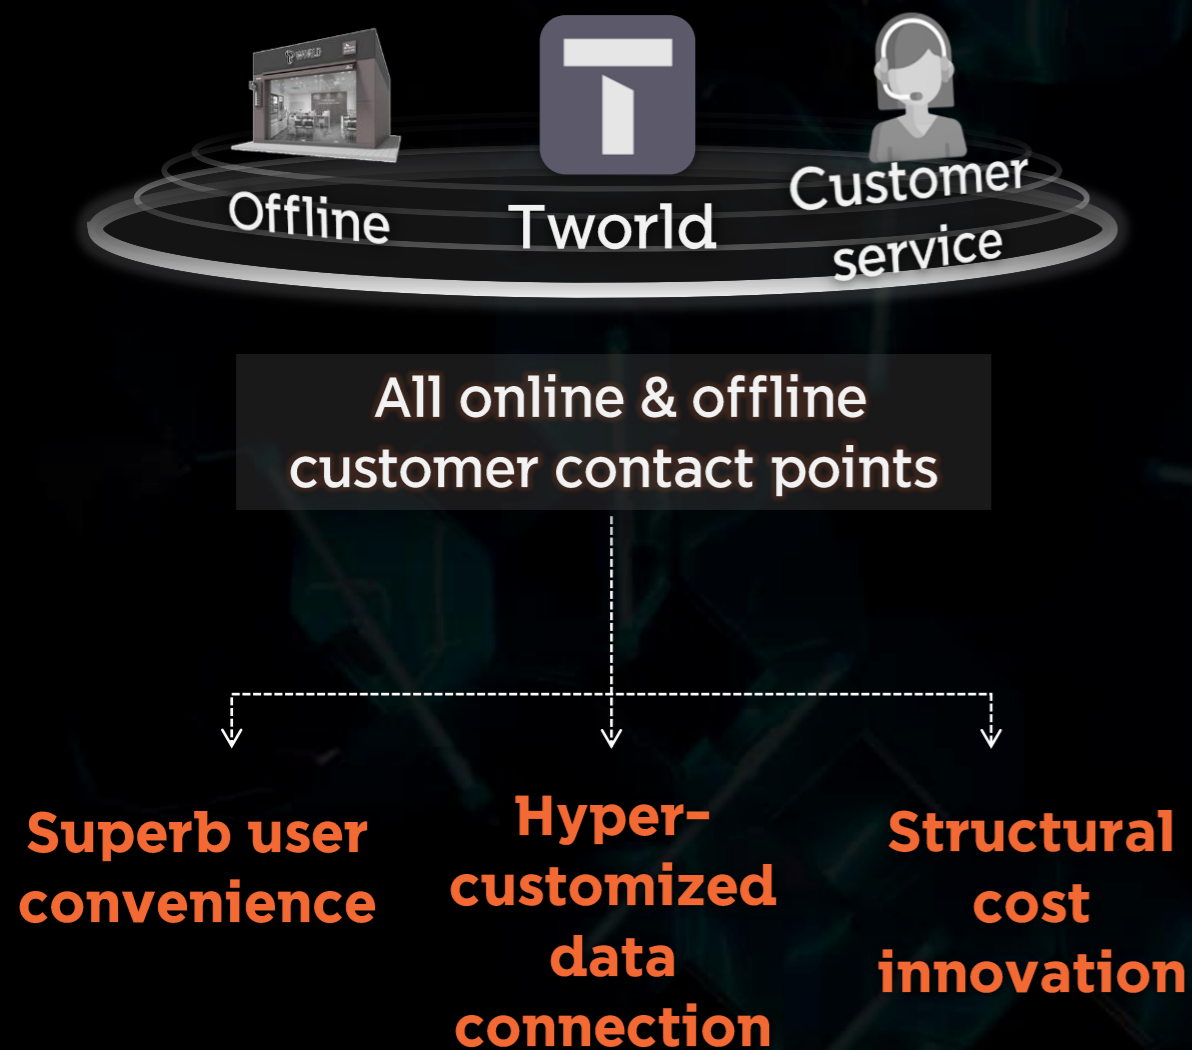 T WORLD
Offline
Tworld
Customer
service
All online & offline
customer contact points
Superb user
convenience
Hyper-
customized
data
connection
Structural
cost
innovation